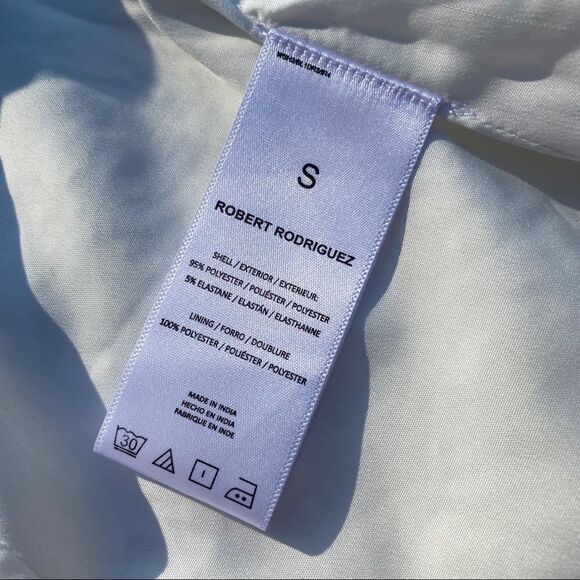 S
ROBERT RODRIGUEZ
SHELL / EXTERIOR / EXTERIEUR:
95% POLYESTER / POLIÉSTER / POLYESTER
5% ELASTANE / ELASTÁN / ELASTHANNE
LINING / FORRO / DOUBLURE
100% POLYESTER / POLIÉSTER / POLYESTER
MADE IN INDIA
HECHO EN INDIA
FABRIQUE EN INDE
30